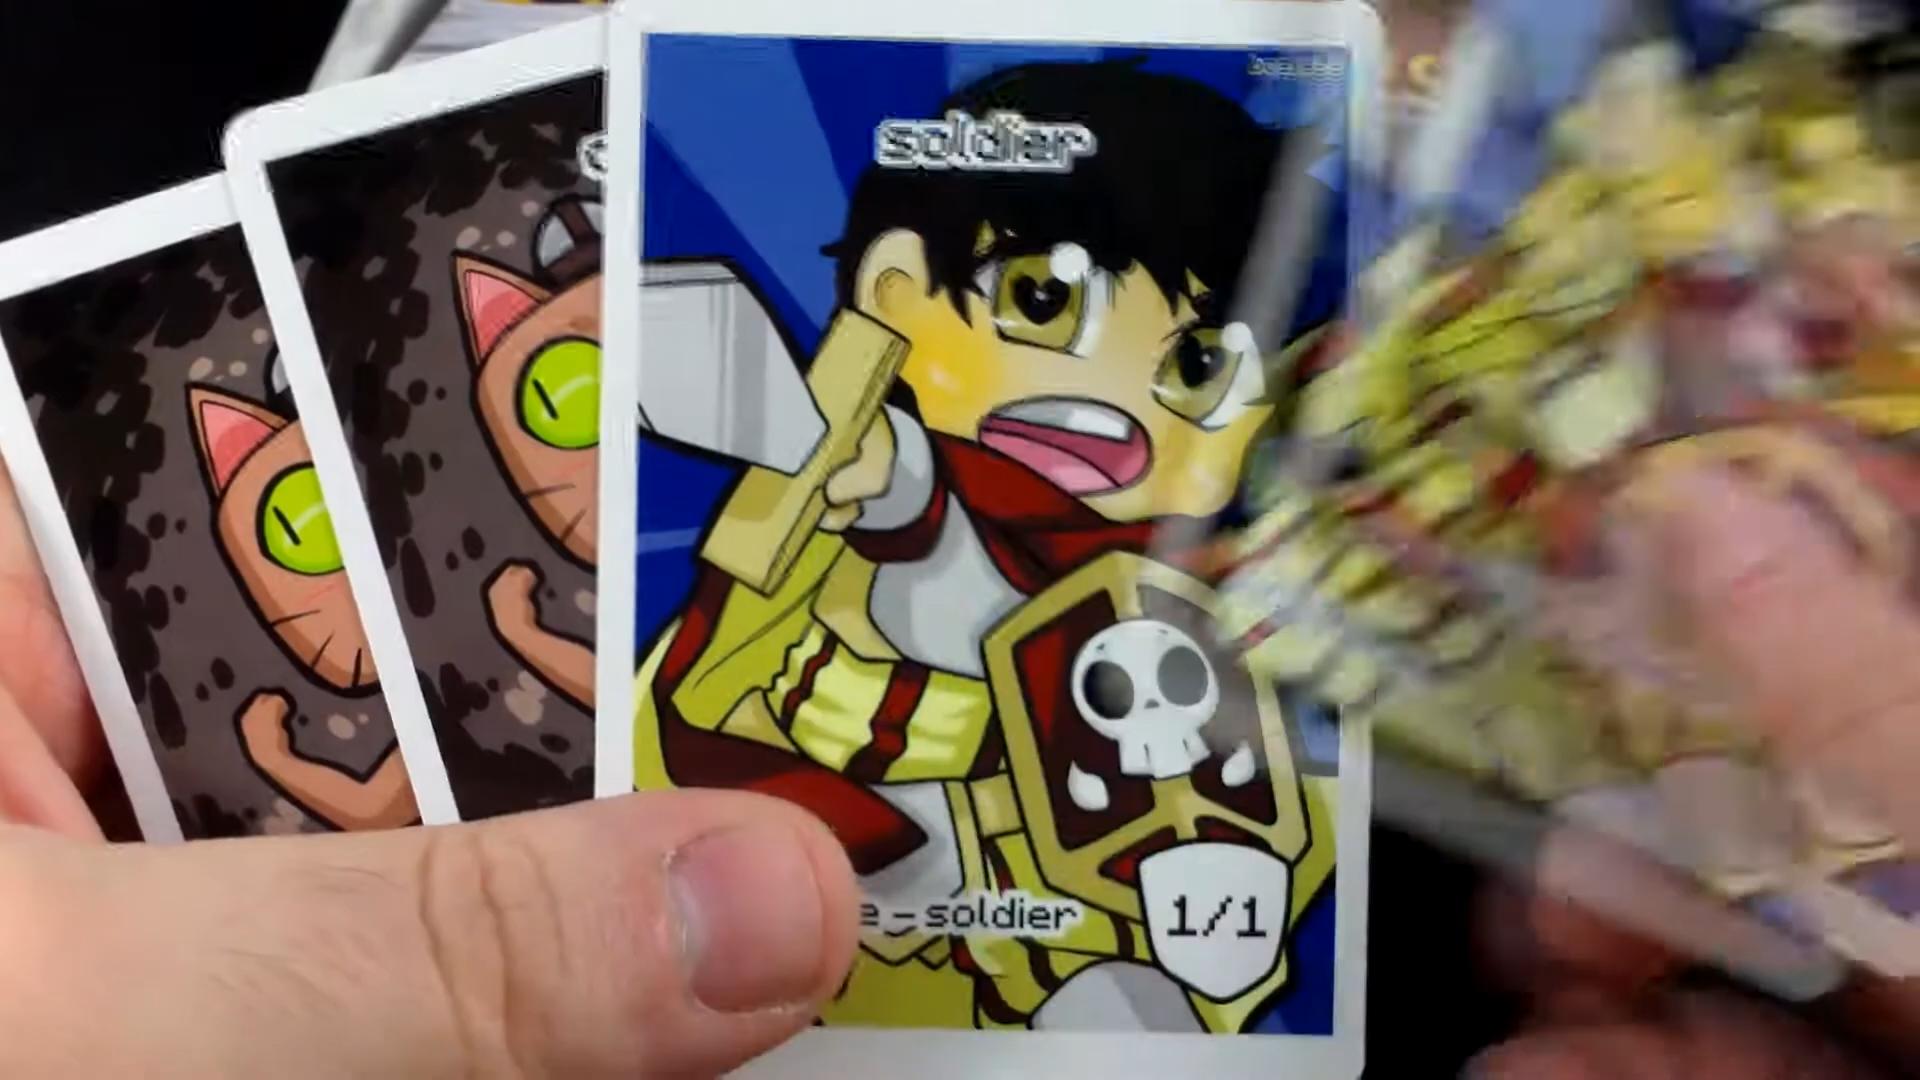 soldier
e – soldier
1/1